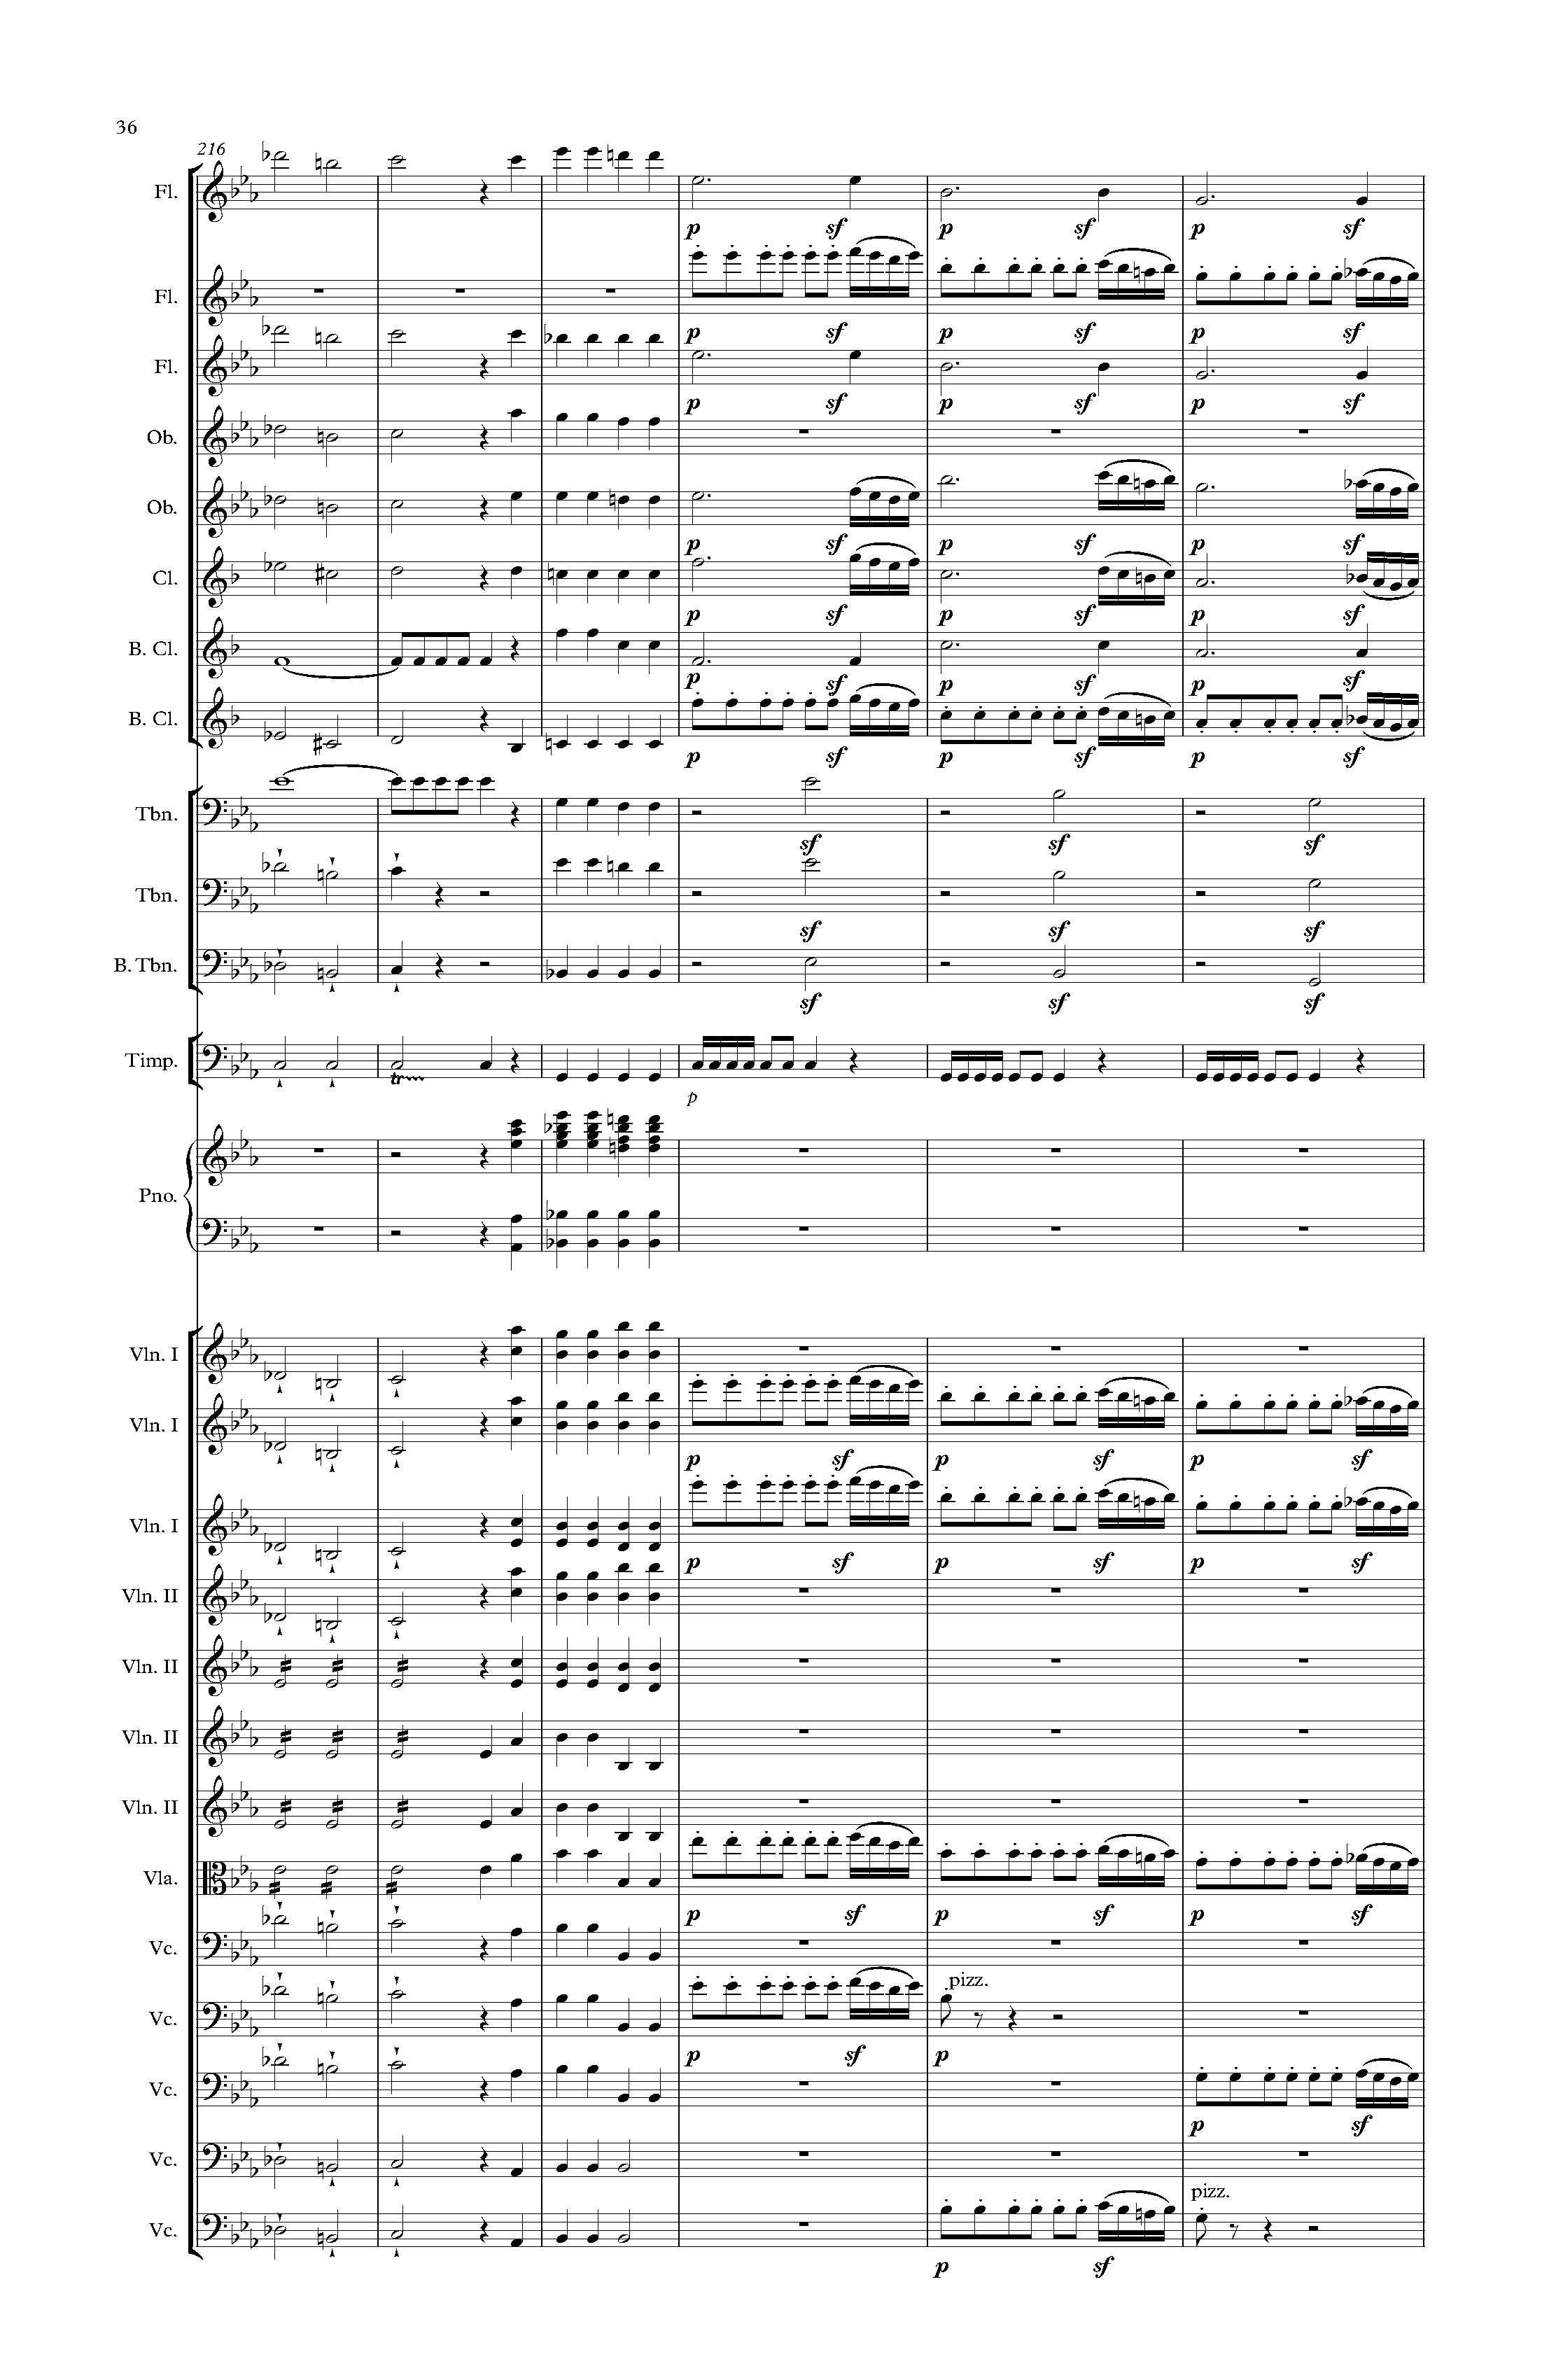 36
216
Fl.
p sf p sf p sf
Fl.
p sf p sf p sf
Fl.
p sf p sf p sf
Ob.
Ob.
p sf p sf p sf
Cl.
p sf p sf p sf
B. Cl.
p sf p sf p sf
B. Cl.
p sf p sf p sf
Tbn.
sf sf sf
Tbn.
sf sf sf
B. Tbn.
sf sf sf
Timp.
tr
p
Pno.
Vln. I
Vln. I
p sf p sf p sf
Vln. I
p sf p sf p sf
Vln. II
Vln. II
Vln. II
Vln. II
Vla.
p sf p sf p sf
Vc.
pizz.
Vc.
p sf p
Vc.
p sf
Vc.
pizz.
Vc.
p sf